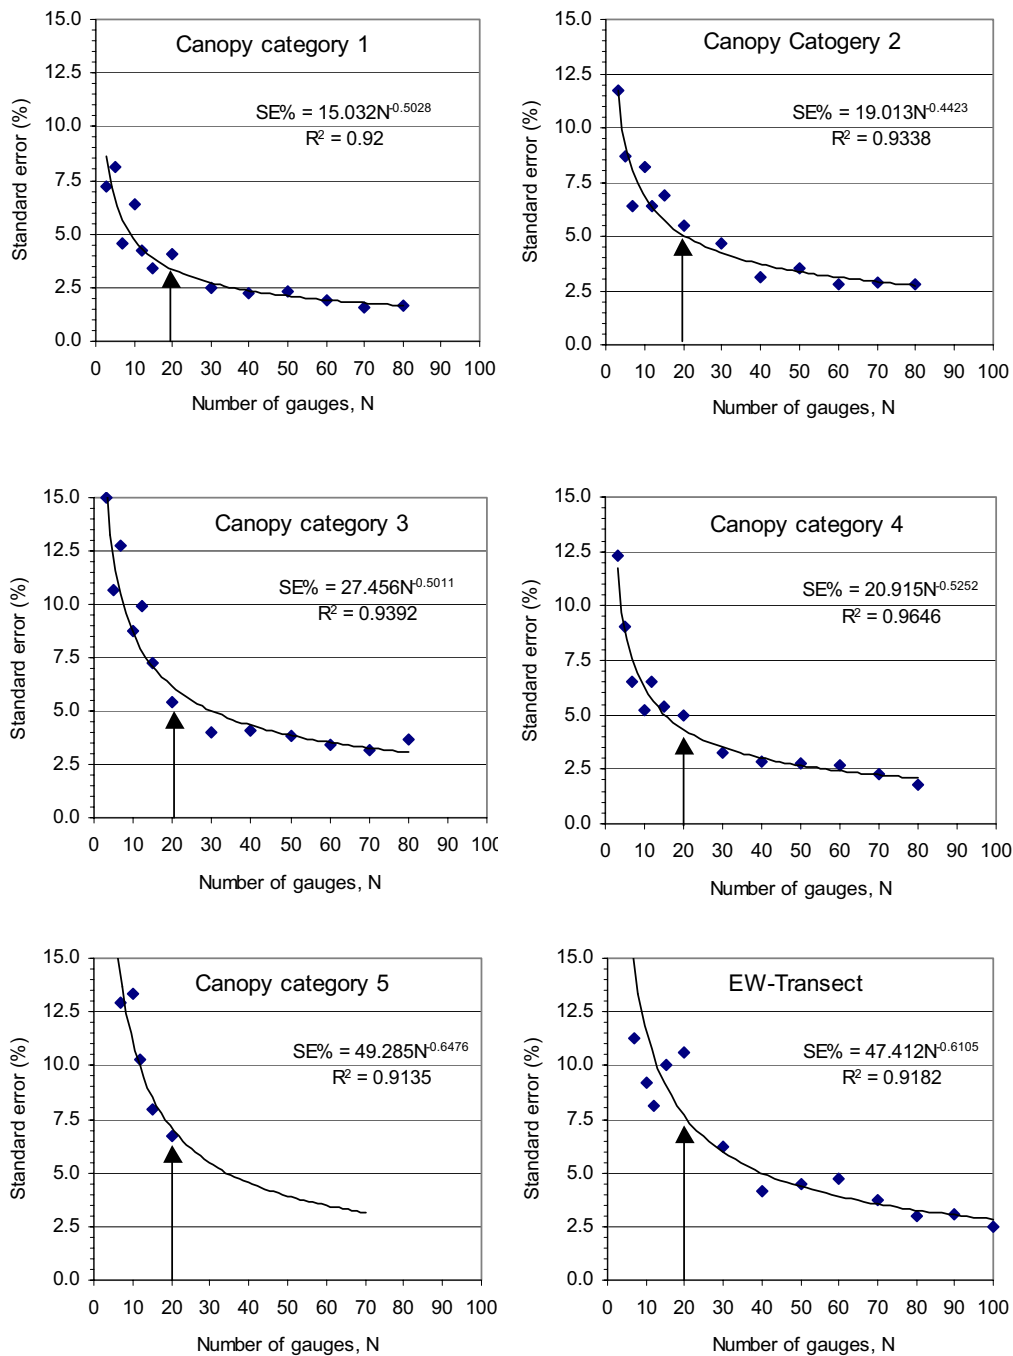 Canopy category 1
SE% = 15.032N-0.5028
R2 = 0.92
Standard error (%)
15.0
12.5
10.0
7.5
5.0
2.5
0.0
0 10 20 30 40 50 60 70 80 90 100
Number of gauges, N
Canopy Catogery 2
SE% = 19.013N-0.4423
R2 = 0.9338
Standard error (%)
15.0
12.5
10.0
7.5
5.0
2.5
0.0
0 10 20 30 40 50 60 70 80 90 100
Number of gauges, N
Canopy category 3
SE% = 27.456N-0.5011
R2 = 0.9392
Standard error (%)
15.0
12.5
10.0
7.5
5.0
2.5
0.0
0 10 20 30 40 50 60 70 80 90 100
Number of gauges, N
Canopy category 4
SE% = 20.915N-0.5252
R2 = 0.9646
Standard error (%)
15.0
12.5
10.0
7.5
5.0
2.5
0.0
0 10 20 30 40 50 60 70 80 90 100
Number of gauges, N
Canopy category 5
SE% = 49.285N-0.6476
R2 = 0.9135
Standard error (%)
15.0
12.5
10.0
7.5
5.0
2.5
0.0
0 10 20 30 40 50 60 70 80 90 100
Number of gauges, N
EW-Transect
SE% = 47.412N-0.6105
R2 = 0.9182
Standard error (%)
15.0
12.5
10.0
7.5
5.0
2.5
0.0
0 10 20 30 40 50 60 70 80 90 100
Number of gauges, N